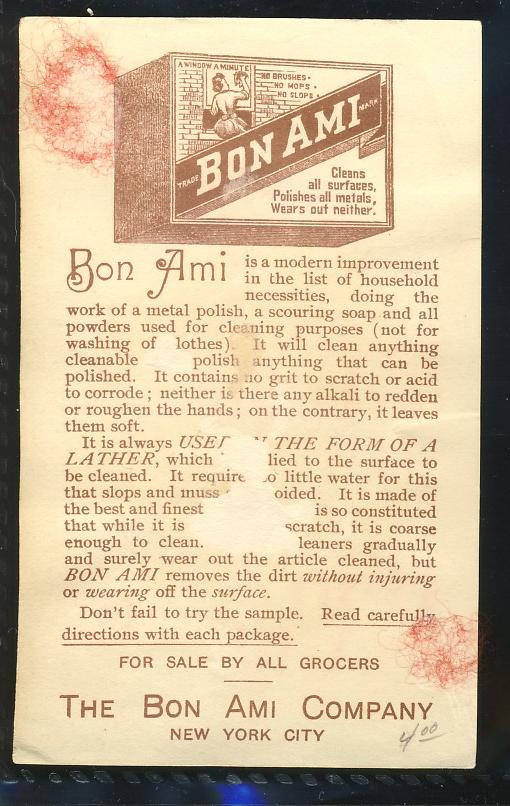 A WINDOW A MINUTE
NO BRUSHES •
NO MOPS •
NO SLOPS •
TRADE BON AMI MARK
Cleans
all surfaces,
Polishes all metals,
Wears out neither.
Bon Ami is a modern improvement
in the list of household
necessities, doing the
work of a metal polish, a scouring soap and all
powders used for cleaning purposes (not for
washing of lothes). It will clean anything
cleanable polish anything that can be
polished. It contains no grit to scratch or acid
to corrode; neither is there any alkali to redden
or roughen the hands; on the contrary, it leaves
them soft.
It is always USED IN THE FORM OF A
LATHER, which lied to the surface to
be cleaned. It require so little water for this
that slops and muss oided. It is made of
the best and finest is so constituted
that while it is scratch, it is coarse
enough to clean. leaners gradually
and surely wear out the article cleaned, but
BON AMI removes the dirt without injuring
or wearing off the surface.
Don't fail to try the sample. Read carefully
directions with each package.
FOR SALE BY ALL GROCERS
THE BON AMI COMPANY
NEW YORK CITY
4/00